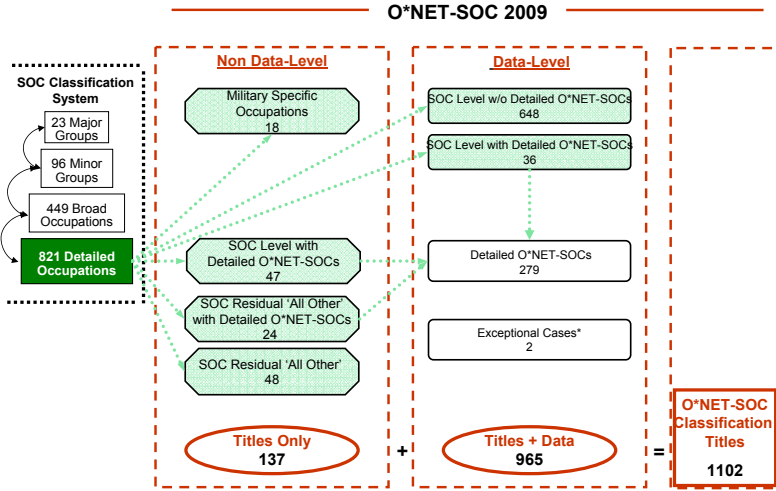 O*NET-SOC 2009
SOC Classification
System
23 Major
Groups
96 Minor
Groups
449 Broad
Occupations
821 Detailed
Occupations
Non Data-Level
Military Specific
Occupations
18
SOC Level with
Detailed O*NET-SOCs
47
SOC Residual 'All Other'
with Detailed O*NET-SOCs
24
SOC Residual 'All Other'
48
Titles Only
137
+
Data-Level
SOC Level w/o Detailed O*NET-SOCs
648
SOC Level with Detailed O*NET-SOCs
36
Detailed O*NET-SOCs
279
Exceptional Cases*
2
Titles + Data
965
=
O*NET-SOC
Classification
Titles
1102